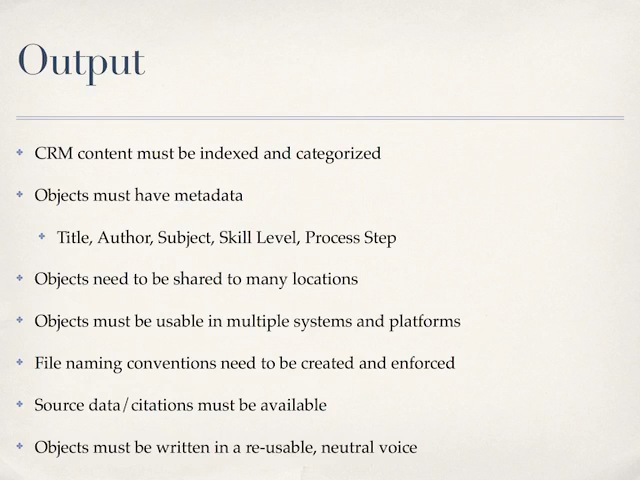 Output
CRM content must be indexed and categorized
Objects must have metadata
Title, Author, Subject, Skill Level, Process Step
Objects need to be shared to many locations
Objects must be usable in multiple systems and platforms
File naming conventions need to be created and enforced
Source data/citations must be available
Objects must be written in a re-usable, neutral voice